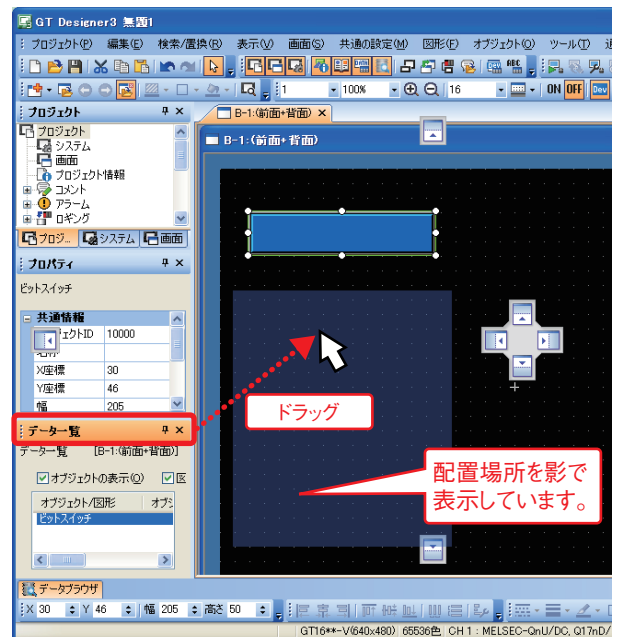 GT Designer3 無題1
プロジェクト(P) 編集(E) 検索/置換(R) 表示(V) 画面(S) 共通の設定(M) 図形(F) オブジェクト(O) ツール(T)
1 100% 16 ON OFF Dev
プロジェクト
B-1:(前面+背面)
プロジェクト
システム
画面
プロジェクト情報
コメント
アラーム
ロギング
プロジ... システム 画面
B-1:(前面+背面)
プロパティ
ビットスイッチ
共通情報
ェクトID 10000
X座標 30
Y座標 46
幅 205
データ一覧
データ一覧 [B-1:(前面+背面)]
オブジェクトの表示(O) 区
オブジェクト/図形 オブ
ビットスイッチ
ドラッグ
配置場所を影で
表示しています。
データブラウザ
X 30 Y 46 幅 205 高さ 50
GT16**-V(640x480) 65536色 CH 1 : MELSEC-QnU/DC, Q17nD/